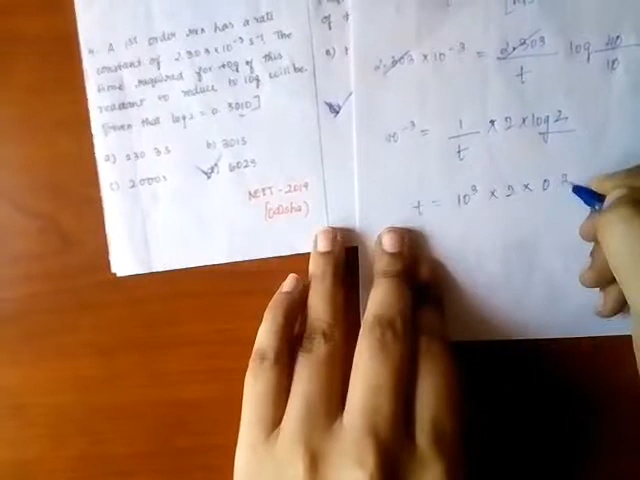 4. A 1st order rxn has a rate
constant of 2.303 × 10⁻³ s⁻¹. The
time required for 40g of this
reactant to reduce to 10g will be
[Given that log2 = 0.3010]
a) 230.3s b) 301s
c) 2000s d) 602s
NEET - 2019
(Odisha)
of
a)
2.303 × 10⁻³ = 2.303 / t log 40 / 10
10⁻³ = 1 / t × 2 × log 2
t = 10³ × 2 × 0 3